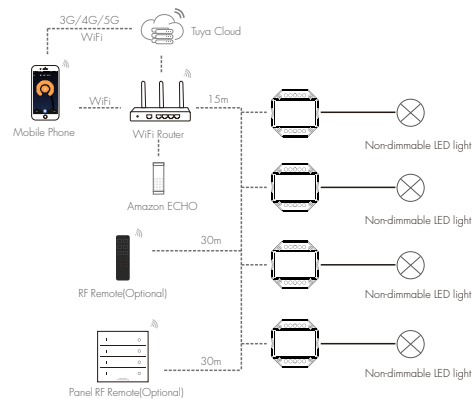 3G/4G/5G
WiFi
Tuya Cloud
WiFi
15m
Mobile Phone
WiFi Router
Non-dimmable LED light
Amazon ECHO
Non-dimmable LED light
30m
RF Remote(Optional)
Non-dimmable LED light
30m
Non-dimmable LED light
Panel RF Remote(Optional)